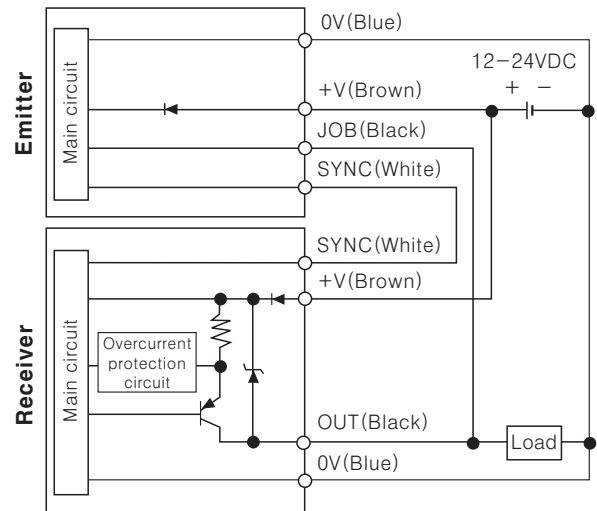 Emitter
Main circuit
0V(Blue)
12-24VDC
+ -
+V(Brown)
JOB(Black)
SYNC(White)
Receiver
Main circuit
SYNC(White)
+V(Brown)
Overcurrent
protection
circuit
OUT(Black)
Load
0V(Blue)